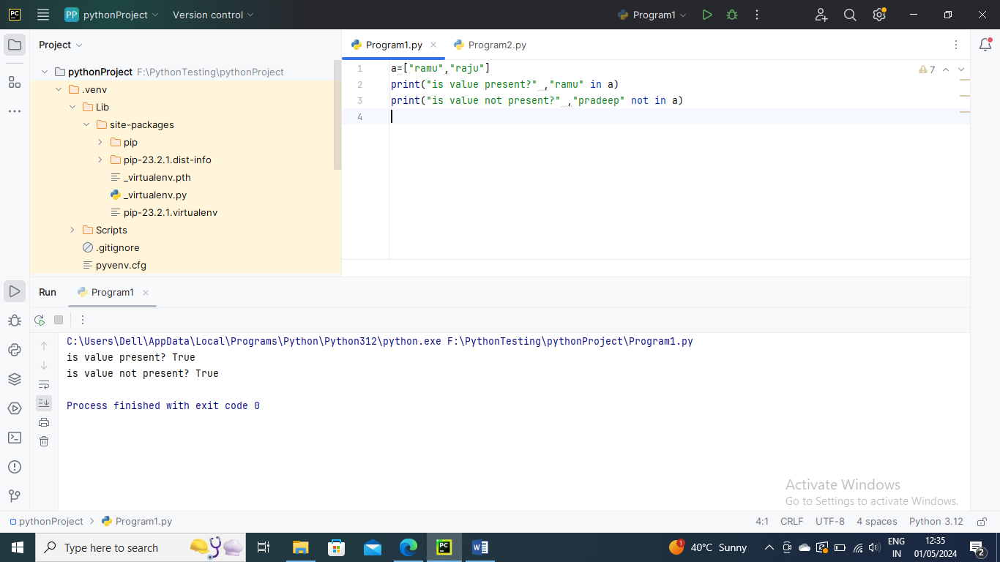 PC PP pythonProject Version control Program1
Project
pythonProject F:\PythonTesting\pythonProject
.venv
Lib
site-packages
pip
pip-23.2.1.dist-info
_virtualenv.pth
_virtualenv.py
pip-23.2.1.virtualenv
Scripts
.gitignore
pyvenv.cfg
Program1.py Program2.py
1 a=["ramu","raju"] 7
2 print("is value present?" ,"ramu" in a)
3 print("is value not present?" ,"pradeep" not in a)
4
Run Program1
C:\Users\Dell\AppData\Local\Programs\Python\Python312\python.exe F:\PythonTesting\pythonProject\Program1.py
is value present? True
is value not present? True
Process finished with exit code 0
Activate Windows
Go to Settings to activate Windows.
pythonProject Program1.py 4:1 CRLF UTF-8 4 spaces Python 3.12
Type here to search PC W 1 40°C Sunny ENG 12:35
IN 01/05/2024 2